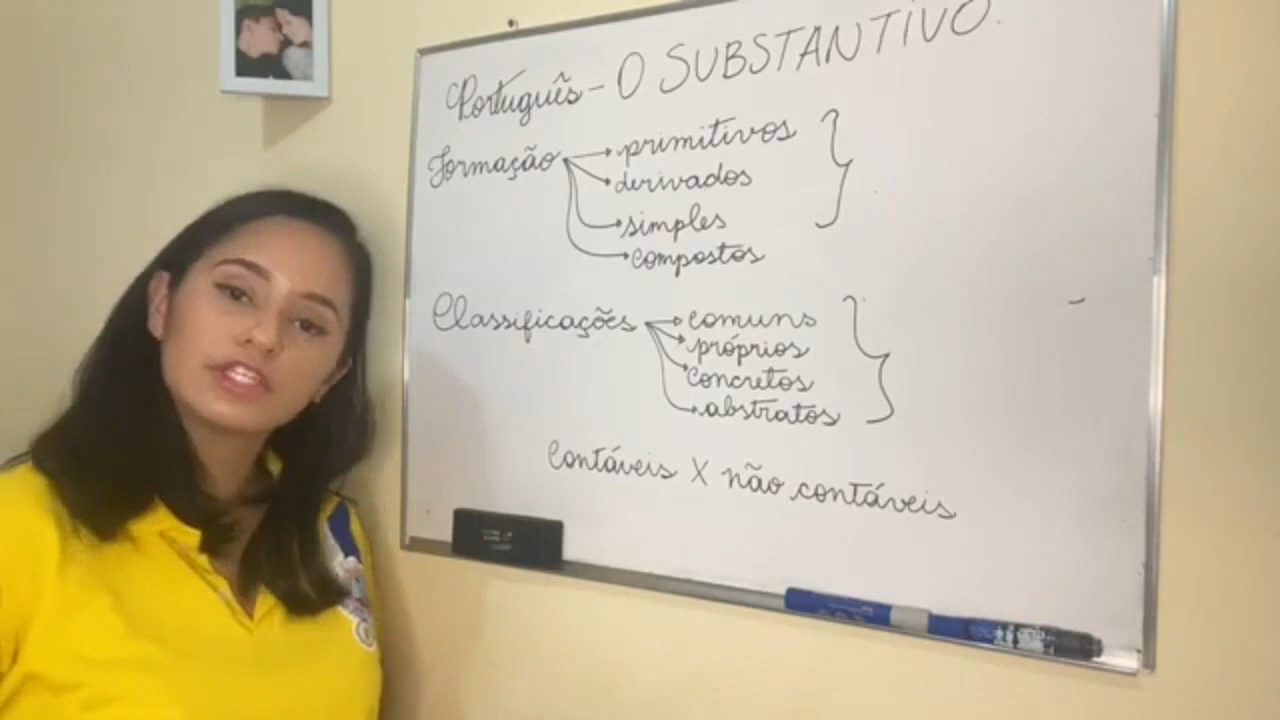 Português - O SUBSTANTIVO.
Formação primitivos
derivados
simples
compostos
Classificações comuns
próprios
concretos
abstratos
Contáveis X não contáveis